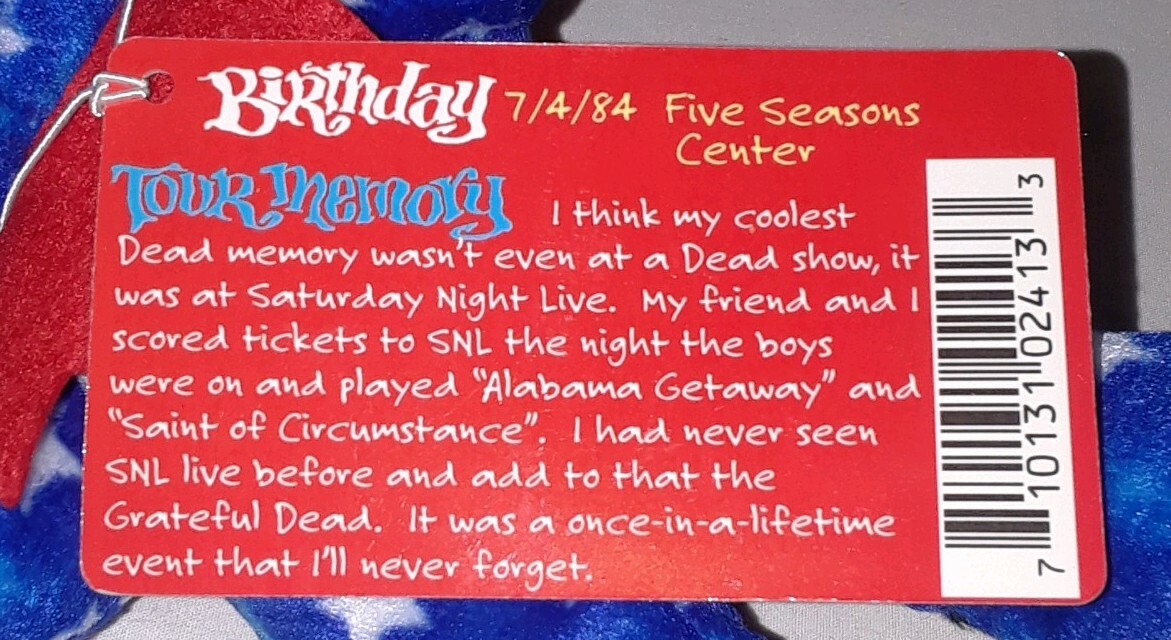 Birthday 7/4/84 Five Seasons
Center
Tour Memory I think my coolest
Dead memory wasn't even at a Dead show, it
was at Saturday Night Live. My friend and I
scored tickets to SNL the night the boys
were on and played "Alabama Getaway" and
"Saint of Circumstance". I had never seen
SNL live before and add to that the
Grateful Dead. It was a once-in-a-lifetime
event that I'll never forget.
7 10131 02413 3